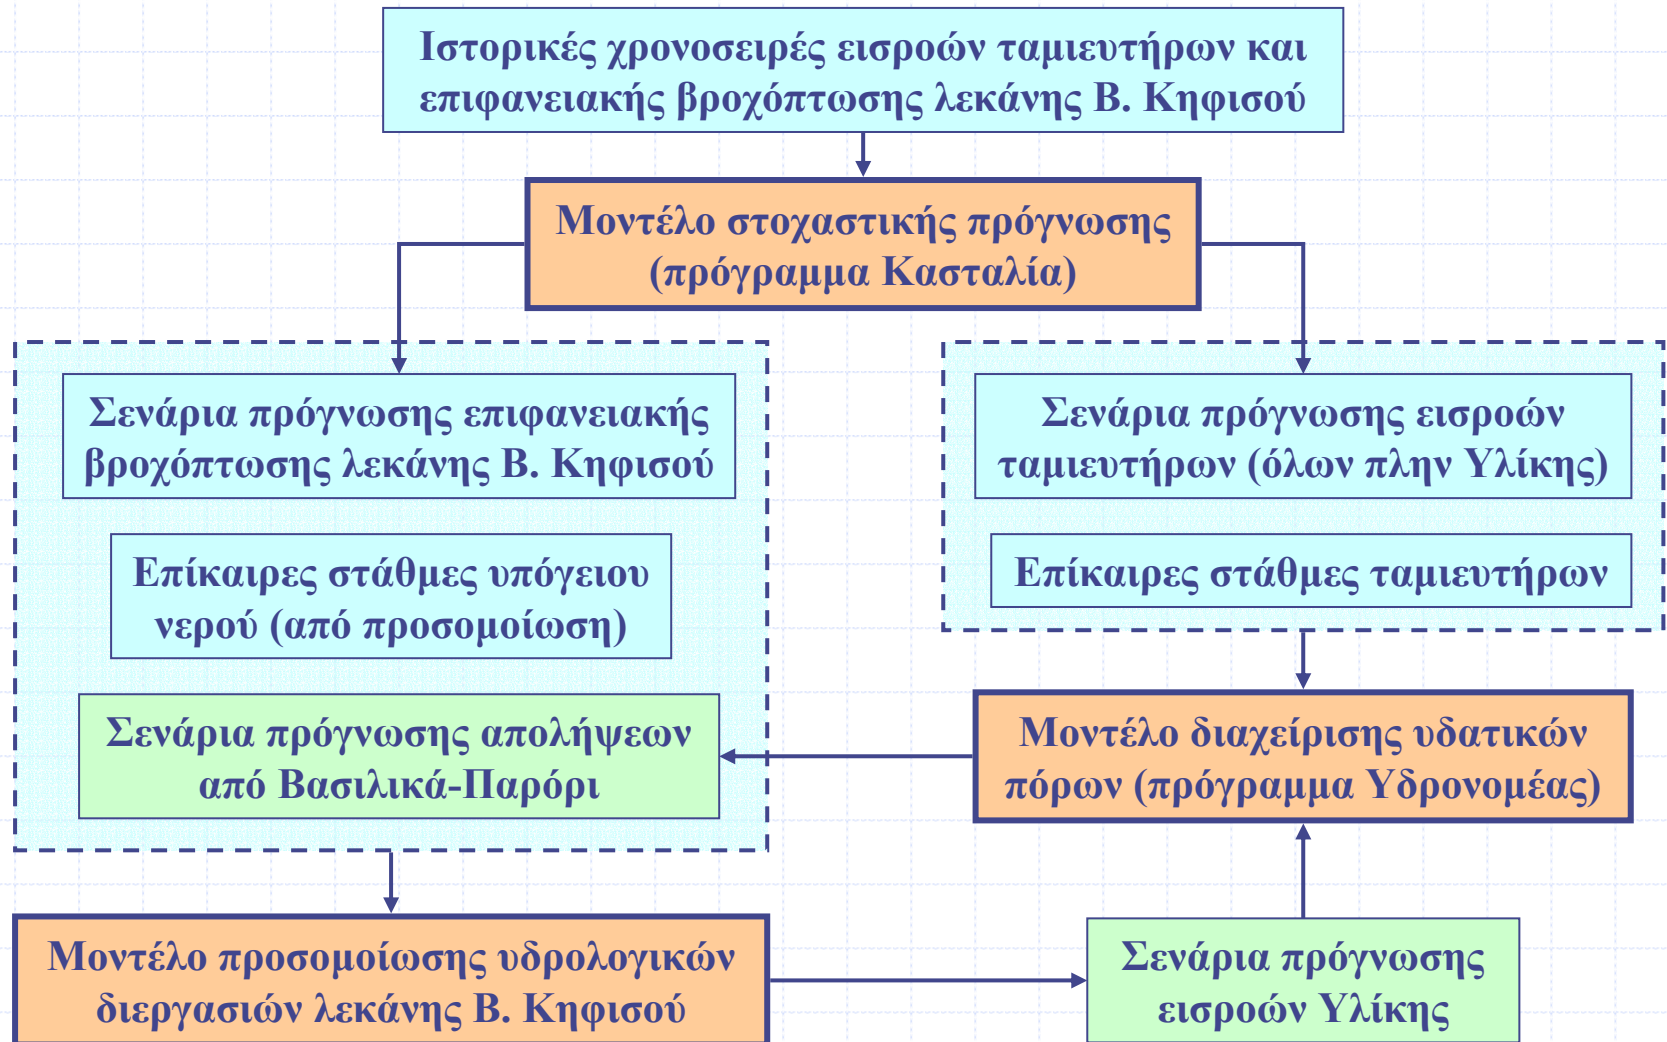 Ιστορικές χρονοσειρές εισροών ταμιευτήρων και
επιφανειακής βροχόπτωσης λεκάνης Β. Κηφισού
Μοντέλο στοχαστικής πρόγνωσης
(πρόγραμμα Κασταλία)
Σενάρια πρόγνωσης επιφανειακής
βροχόπτωσης λεκάνης Β. Κηφισού
Επίκαιρες στάθμες υπόγειου
νερού (από προσομοίωση)
Σενάρια πρόγνωσης απολήψεων
από Βασιλικά-Παρόρι
Σενάρια πρόγνωσης εισροών
ταμιευτήρων (όλων πλην Υλίκης)
Επίκαιρες στάθμες ταμιευτήρων
Μοντέλο διαχείρισης υδατικών
πόρων (πρόγραμμα Υδρονομέας)
Μοντέλο προσομοίωσης υδρολογικών
διεργασιών λεκάνης Β. Κηφισού
Σενάρια πρόγνωσης
εισροών Υλίκης